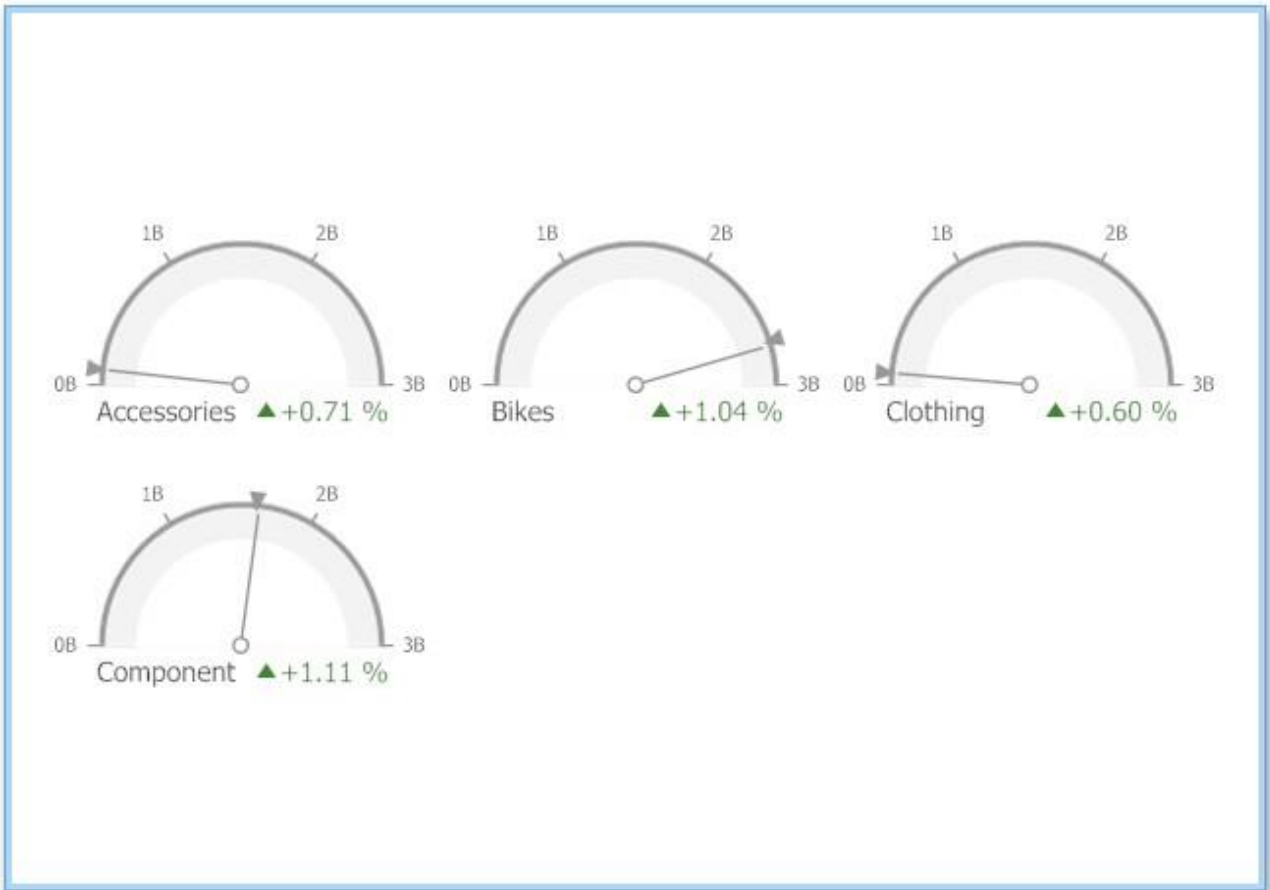 1B 2B 1B 2B 1B 2B
0B 3B 0B 3B 0B 3B
Accessories ▲+0.71 % Bikes ▲+1.04 % Clothing ▲+0.60 %
1B 2B
0B 3B
Component ▲+1.11 %